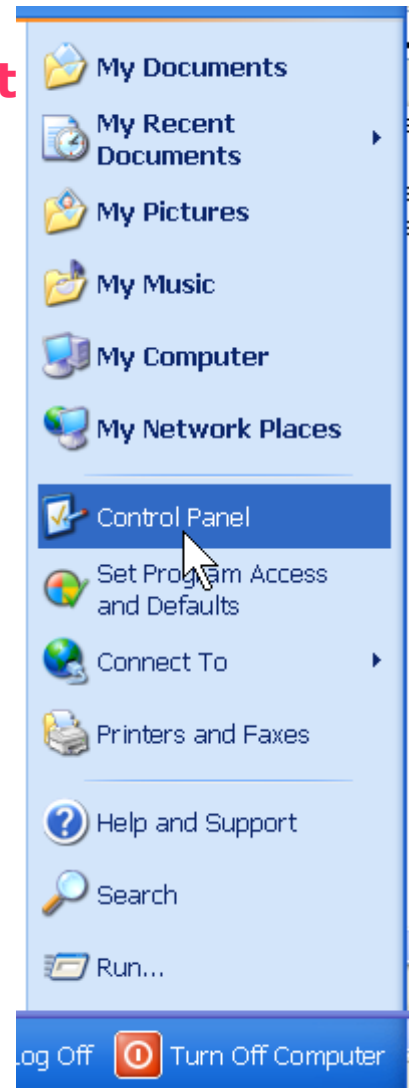 t
My Documents
My Recent
Documents
My Pictures
My Music
My Computer
My Network Places
Control Panel
Set Program Access
and Defaults
Connect To
Printers and Faxes
Help and Support
Search
Run...
Log Off Turn Off Computer